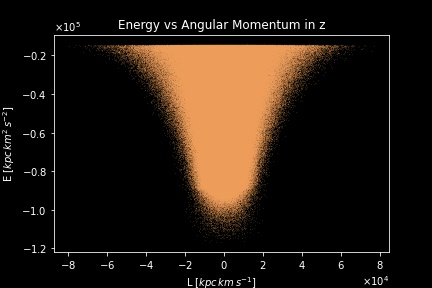 Energy vs Angular Momentum in z
×10⁵
−0.2
−0.4
−0.6
−0.8
−1.0
−1.2
E [kpc km² s⁻²]
−8 −6 −4 −2 0 2 4 6 8
×10⁴
L [kpc km s⁻¹]